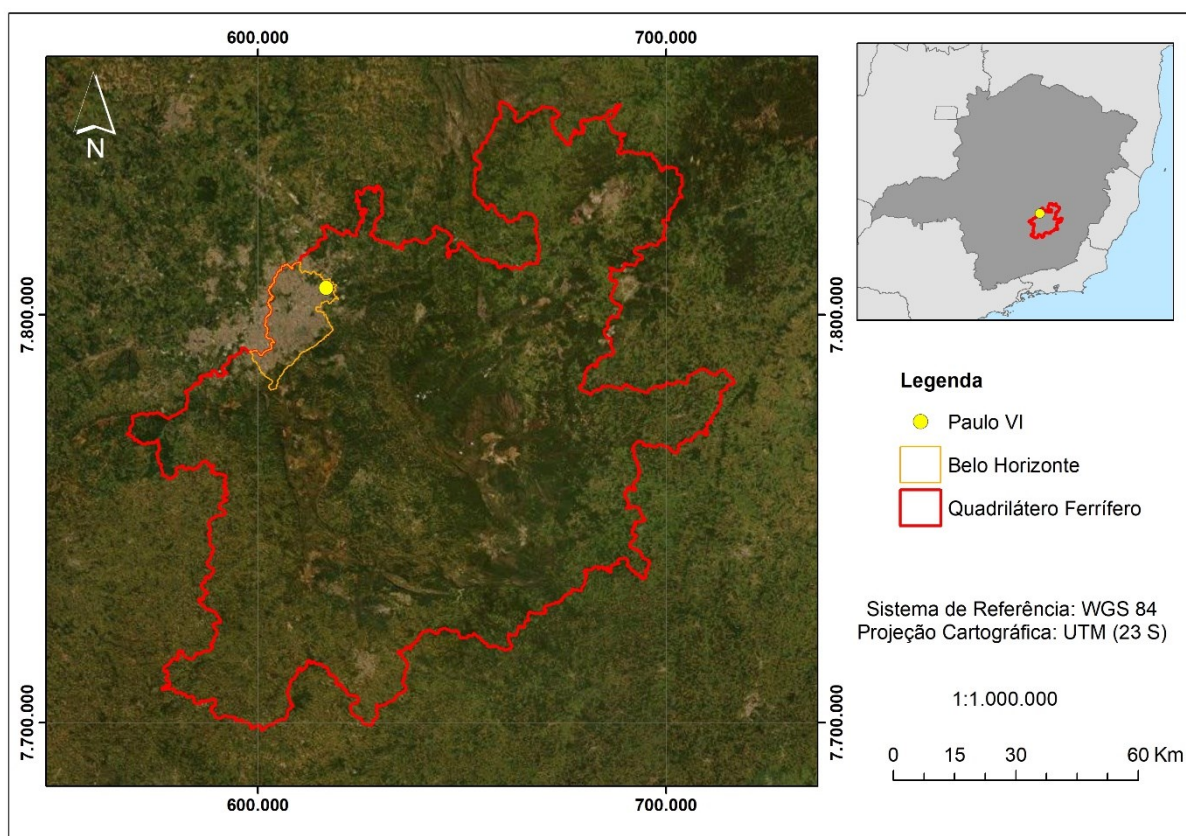 600.000
700.000
N
7.800.000
7.800.000
7.700.000
7.700.000
600.000
700.000
Legenda
Paulo VI
Belo Horizonte
Quadrilátero Ferrífero
Sistema de Referência: WGS 84
Projeção Cartográfica: UTM (23 S)
1:1.000.000
0 15 30 60 Km